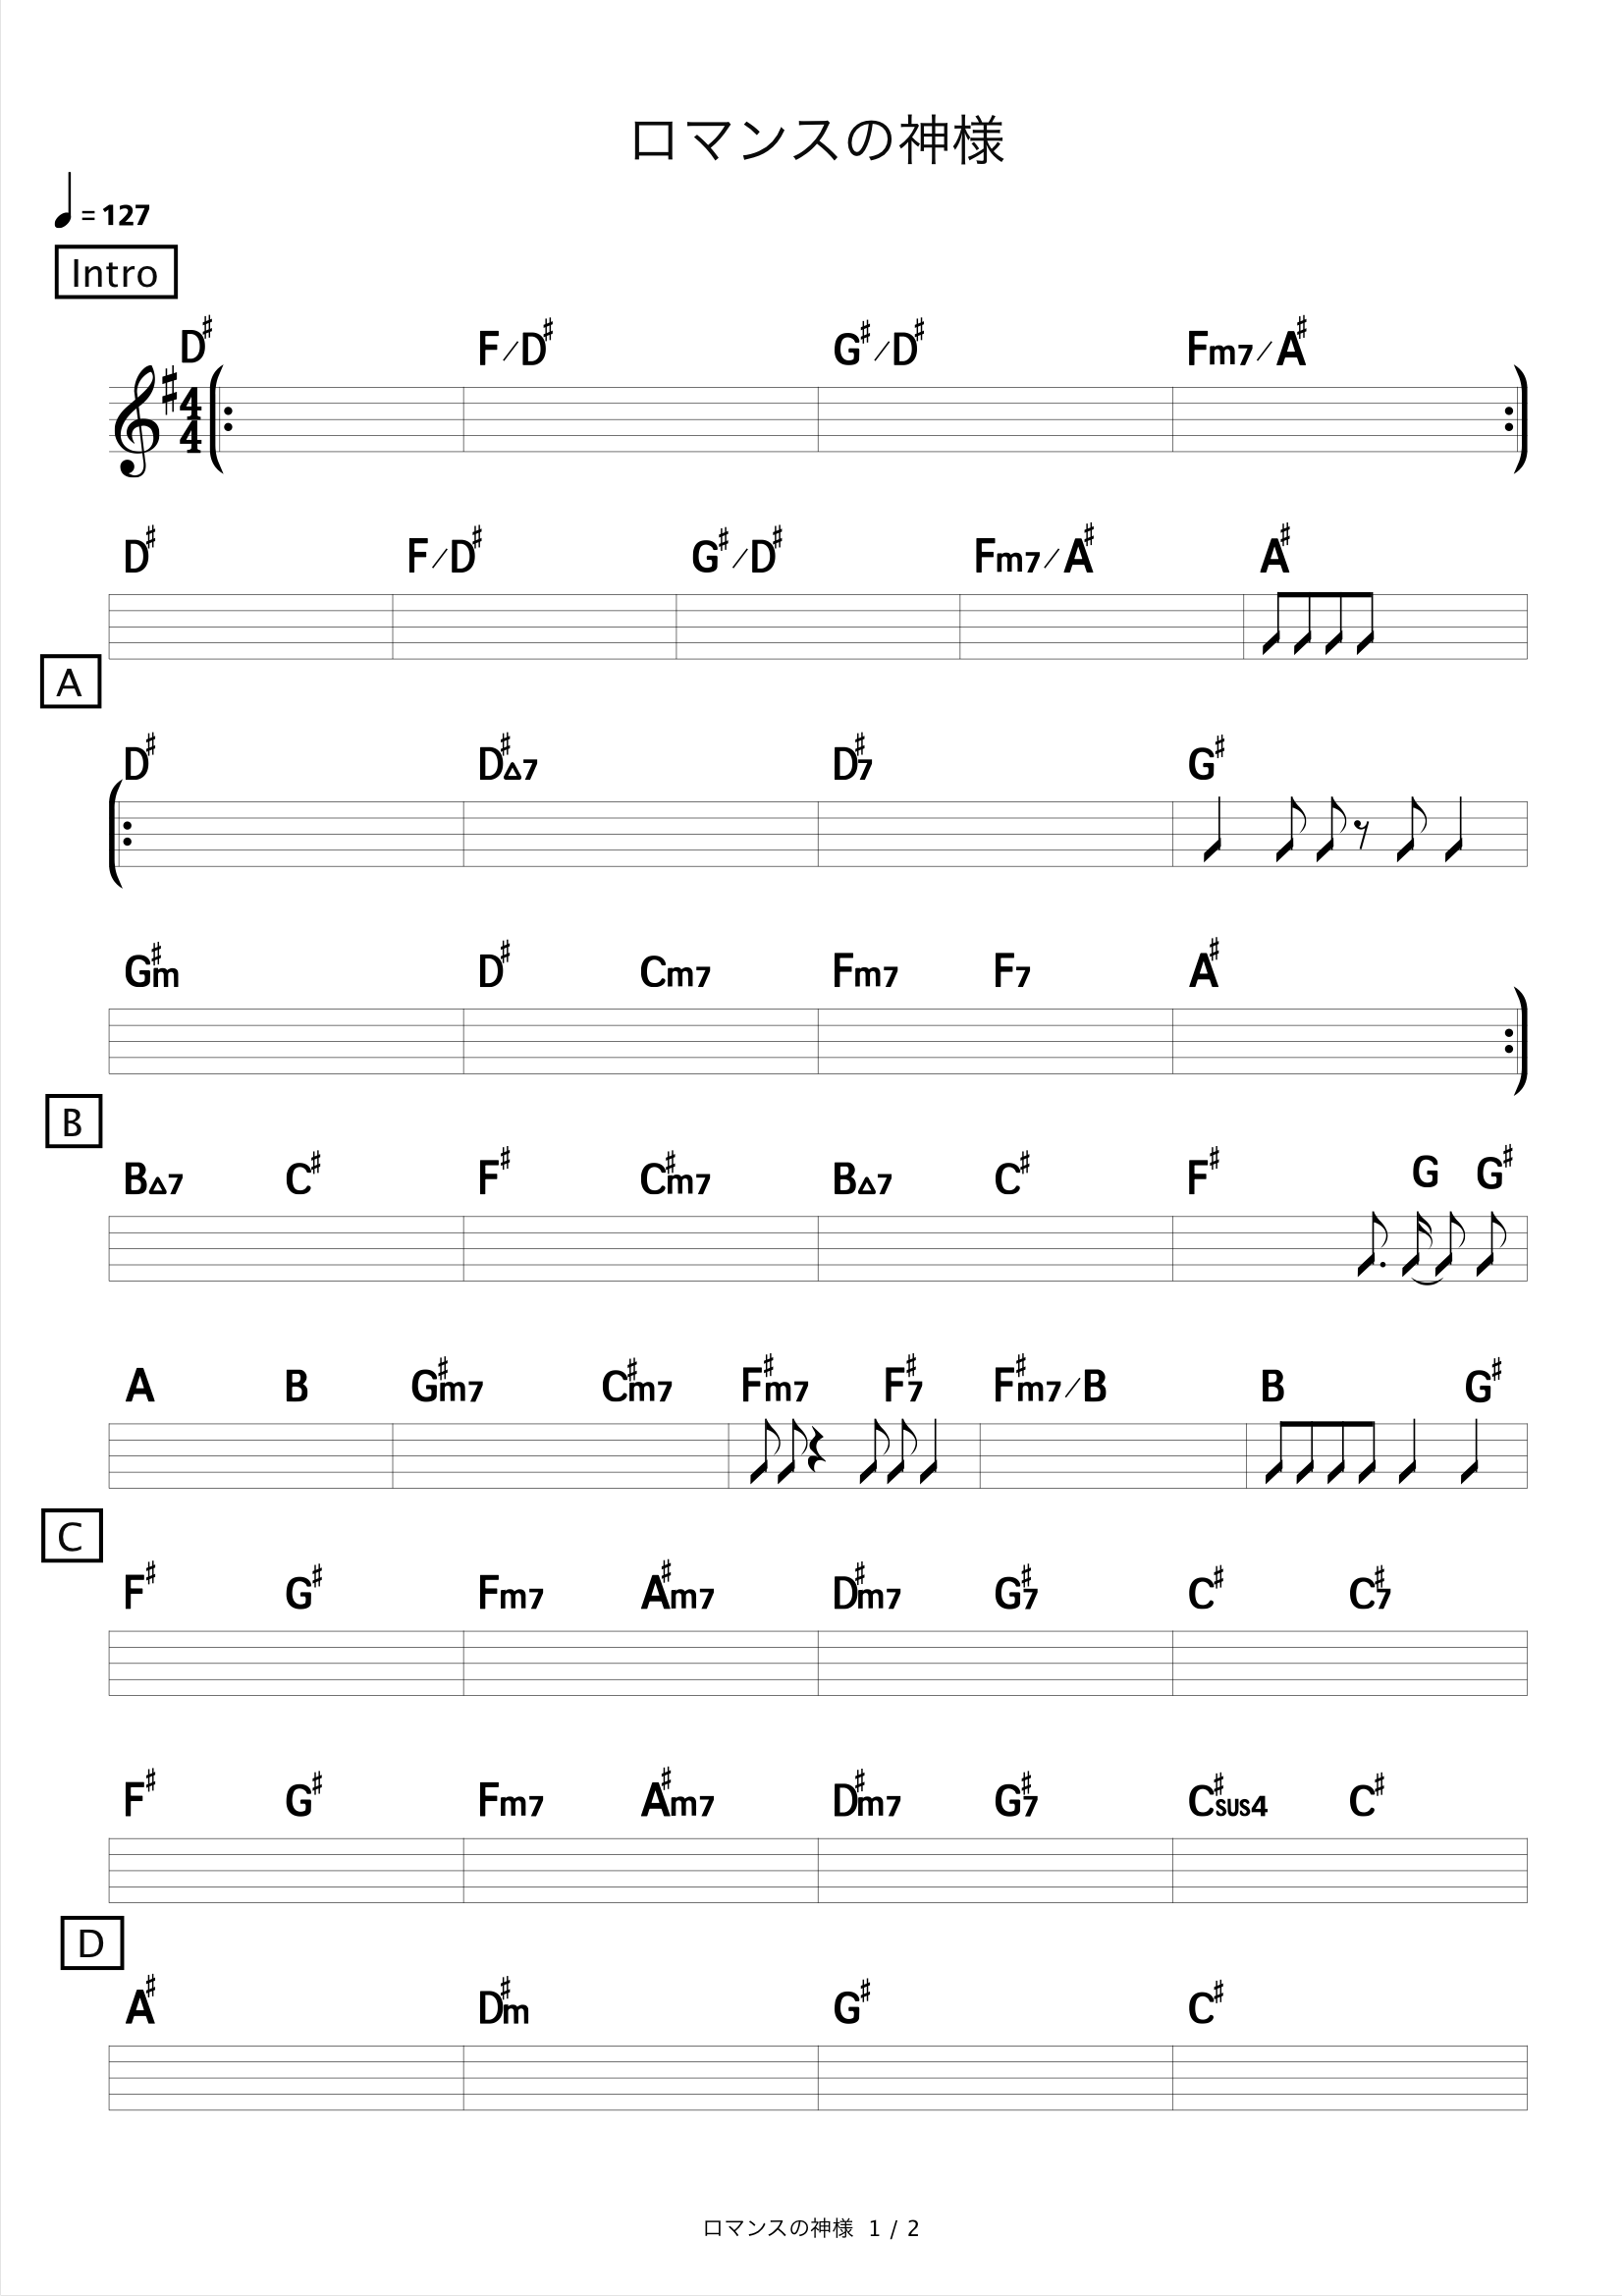 ロマンスの神様
= 127
Intro
D♯ F/D♯ G♯/D♯ Fm7/A♯
4
4
D♯ F/D♯ G♯/D♯ Fm7/A♯ A♯
A
D♯ D♯△7 D♯7 G♯
G♯m D♯ Cm7 Fm7 F7 A♯
B
B△7 C♯ F♯ C♯m7 B△7 C♯ F♯ G G♯
A B G♯m7 C♯m7 F♯m7 F♯7 F♯m7/B B G♯
C
F♯ G♯ Fm7 A♯m7 D♯m7 G♯7 C♯ C♯7
F♯ G♯ Fm7 A♯m7 D♯m7 G♯7 C♯sus4 C♯
D
A♯ D♯m G♯ C♯
ロマンスの神様 1 / 2